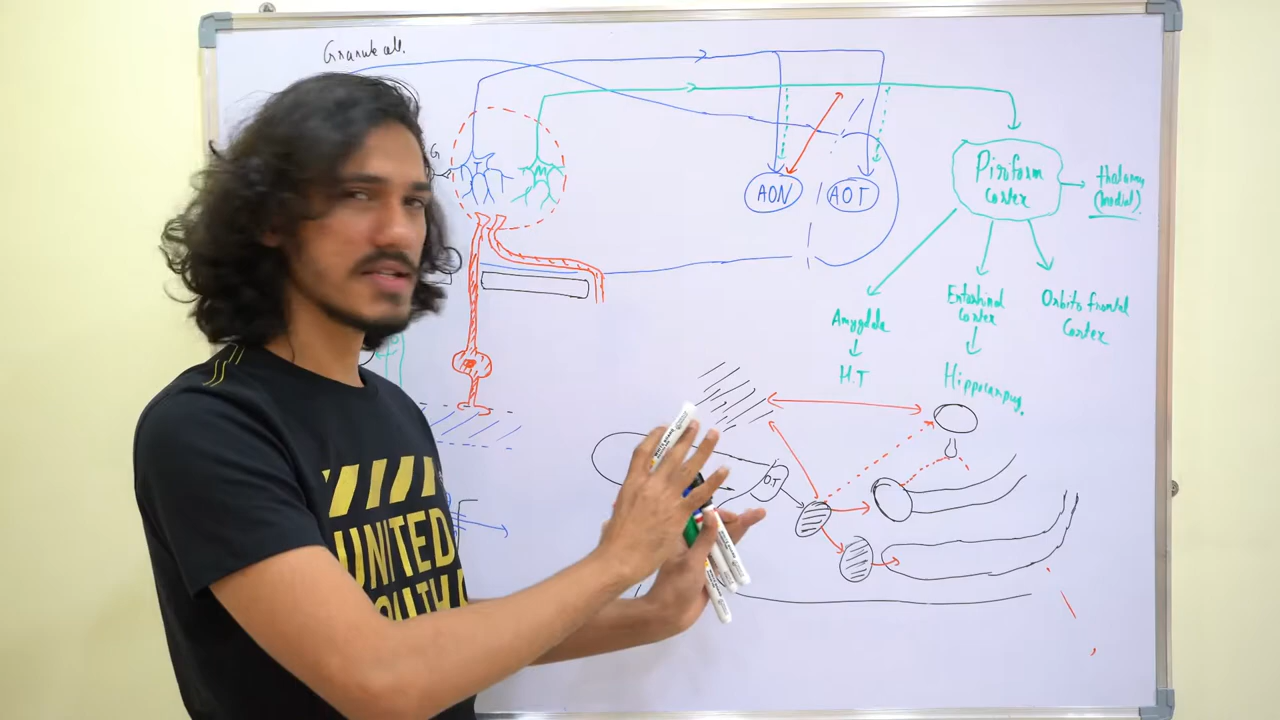 Granule cell.
G
T
M
AON
AOT
Piriform
cortex
thalamus
(medial).
Amygdala
H.T
Entorhinal
Cortex
Hippocampus
Orbito frontal
Cortex
OT
UNITED